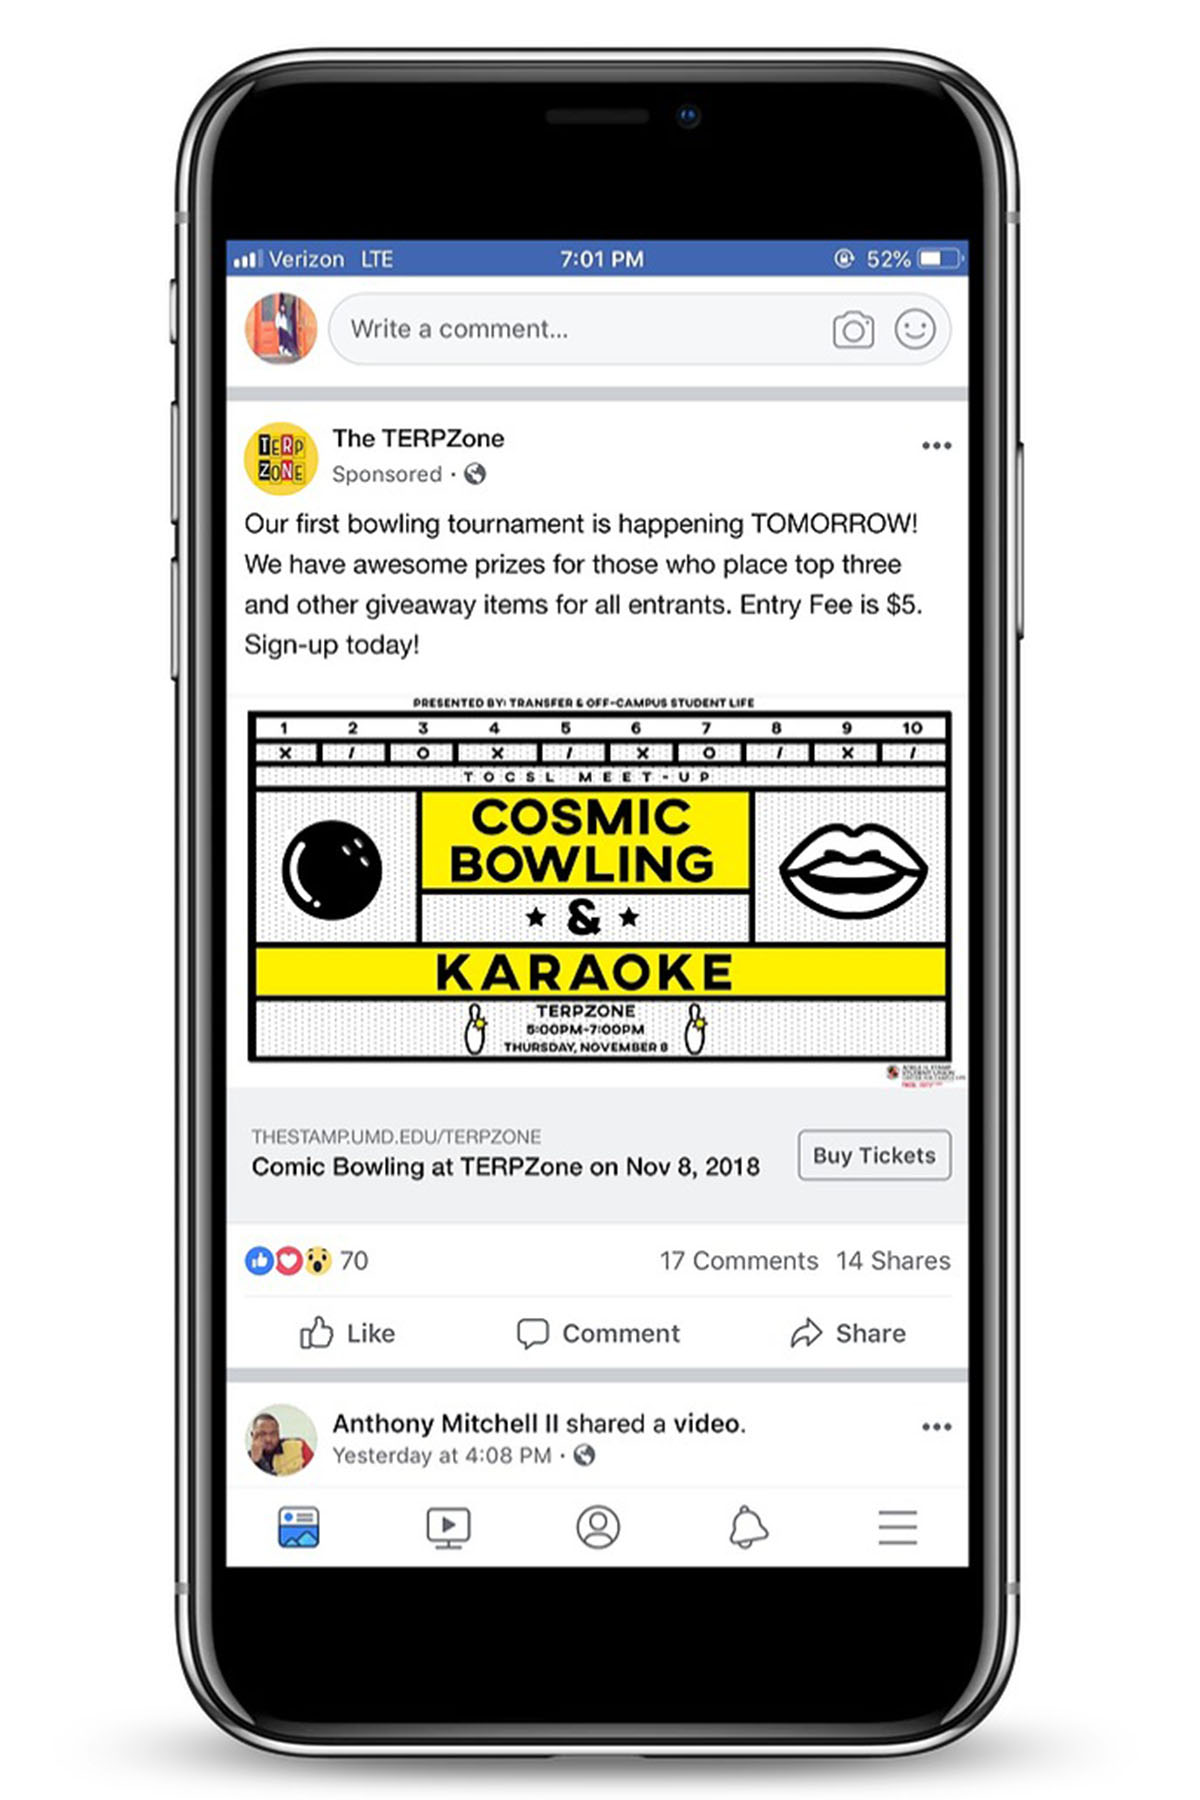 Verizon LTE 7:01 PM 52%
Write a comment...
TERP
ZONE
The TERPZone
Sponsored ·
Our first bowling tournament is happening TOMORROW!
We have awesome prizes for those who place top three
and other giveaway items for all entrants. Entry Fee is $5.
Sign-up today!
PRESENTED BY: TRANSFER & OFF-CAMPUS STUDENT LIFE
1 2 3 4 5 6 7 8 9 10
X / O X / X O / X /
TOCSL MEET-UP
COSMIC
BOWLING
&
KARAOKE
TERPZONE
5:00PM-7:00PM
THURSDAY, NOVEMBER 8
THESTAMP.UMD.EDU/TERPZONE
Comic Bowling at TERPZone on Nov 8, 2018
Buy Tickets
70 17 Comments 14 Shares
Like Comment Share
Anthony Mitchell II shared a video.
Yesterday at 4:08 PM ·